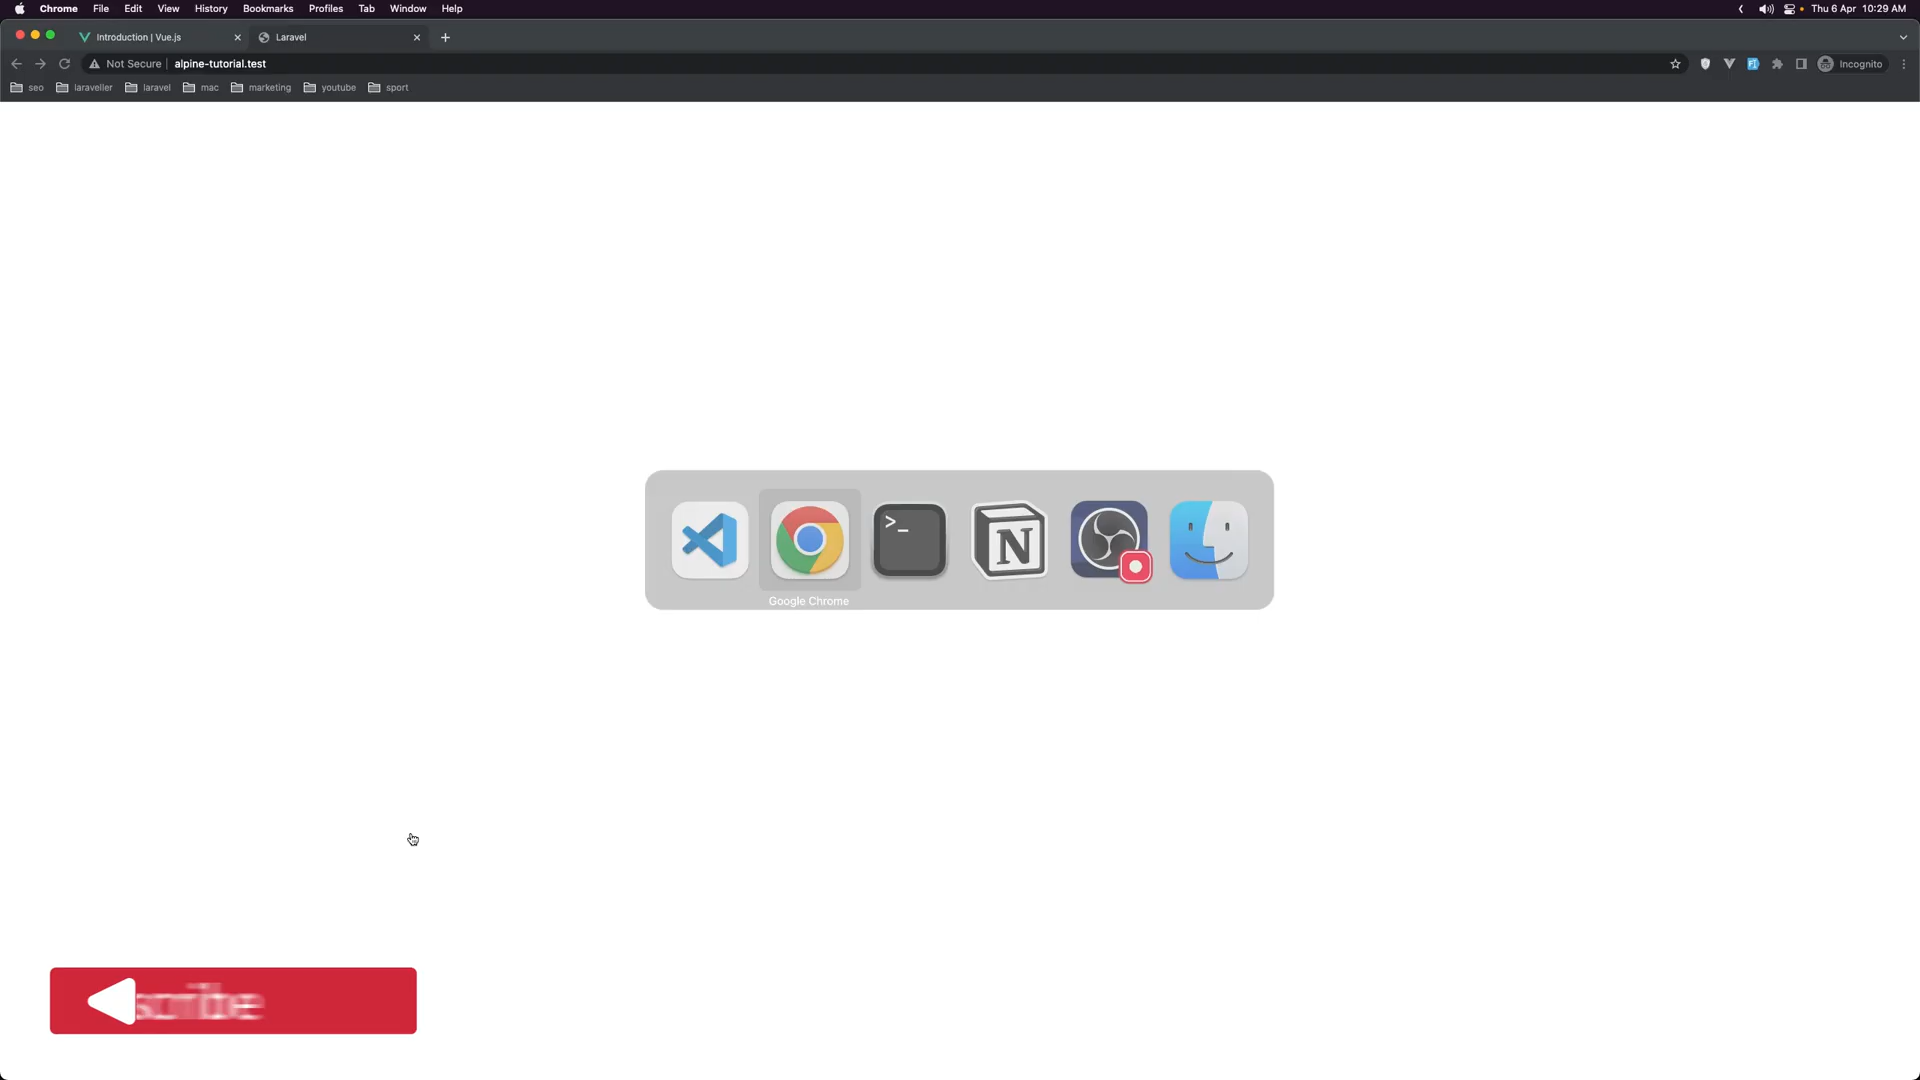 Chrome File Edit View History Bookmarks Profiles Tab Window Help Thu 6 Apr 10:29 AM
Introduction | Vue.js Laravel
Not Secure alpine-tutorial.test Incognito
seo laraveller laravel mac marketing youtube sport
>_ N
Google Chrome
scribe